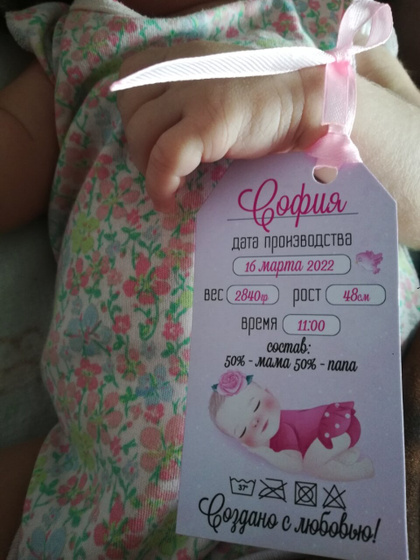 София
дата производства
16 марта 2022
вес 2840гр рост 48см
время 11:00
состав:
50% - мама 50% - папа
37°
Создано с любовью!